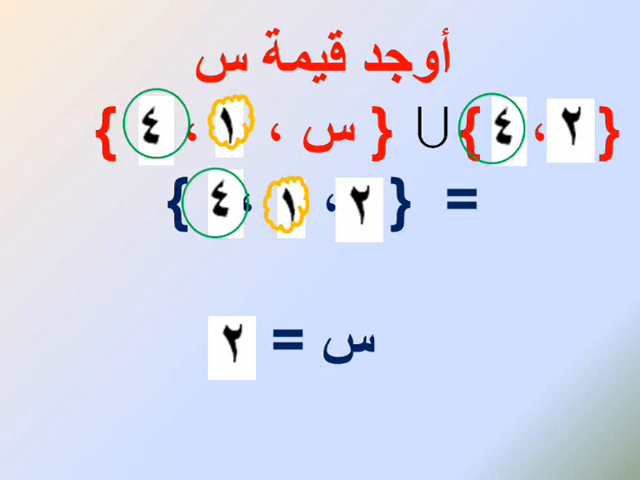 أوجد قيمة س
{ ٢ ، ٤ } ∪ { س ، ١ ، ٤ }
= { ٢ ، ١ ، ٤ }
س = ٢